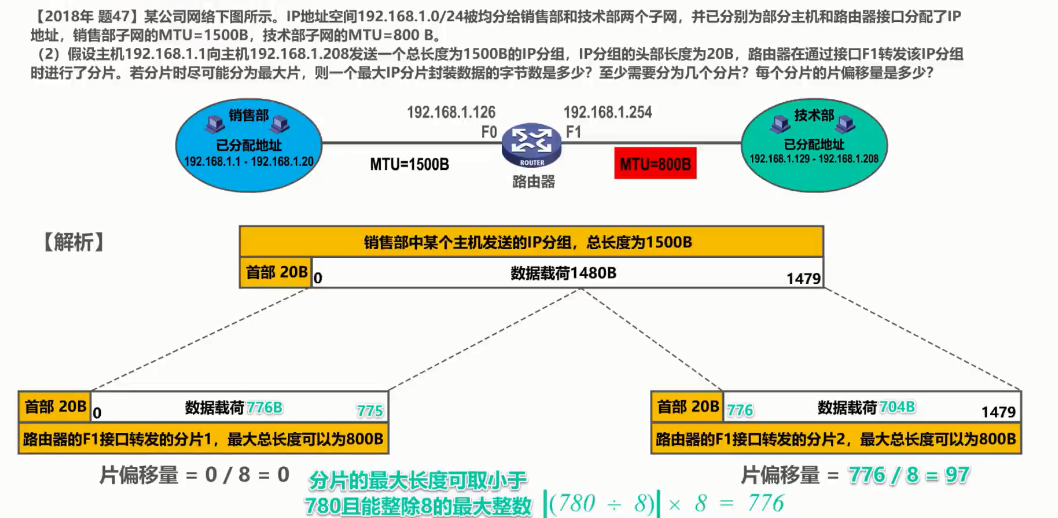 【2018年 题47】某公司网络下图所示。IP地址空间192.168.1.0/24被均分给销售部和技术部两个子网，并已分别为部分主机和路由器接口分配了IP
地址，销售部子网的MTU=1500B，技术部子网的MTU=800 B。
（2）假设主机192.168.1.1向主机192.168.1.208发送一个总长度为1500B的IP分组，IP分组的头部长度为20B，路由器在通过接口F1转发该IP分组
时进行了分片。若分片时尽可能分为最大片，则一个最大IP分片封装数据的字节数是多少？至少需要分为几个分片？每个分片的片偏移量是多少？
销售部
已分配地址
192.168.1.1 - 192.168.1.20
192.168.1.126
F0
MTU=1500B
ROUTER
路由器
192.168.1.254
F1
MTU=800B
技术部
已分配地址
192.168.1.129 - 192.168.1.208
【解析】
销售部中某个主机发送的IP分组，总长度为1500B
首部 20B 0 数据载荷1480B 1479
首部 20B 0 数据载荷776B 775
路由器的F1接口转发的分片1，最大总长度可以为800B
片偏移量 = 0 / 8 = 0
首部 20B 776 数据载荷704B 1479
路由器的F1接口转发的分片2，最大总长度可以为800B
片偏移量 = 776 / 8 = 97
分片的最大长度可取小于
780且能整除8的最大整数 ⌊(780 ÷ 8)⌋ × 8 = 776